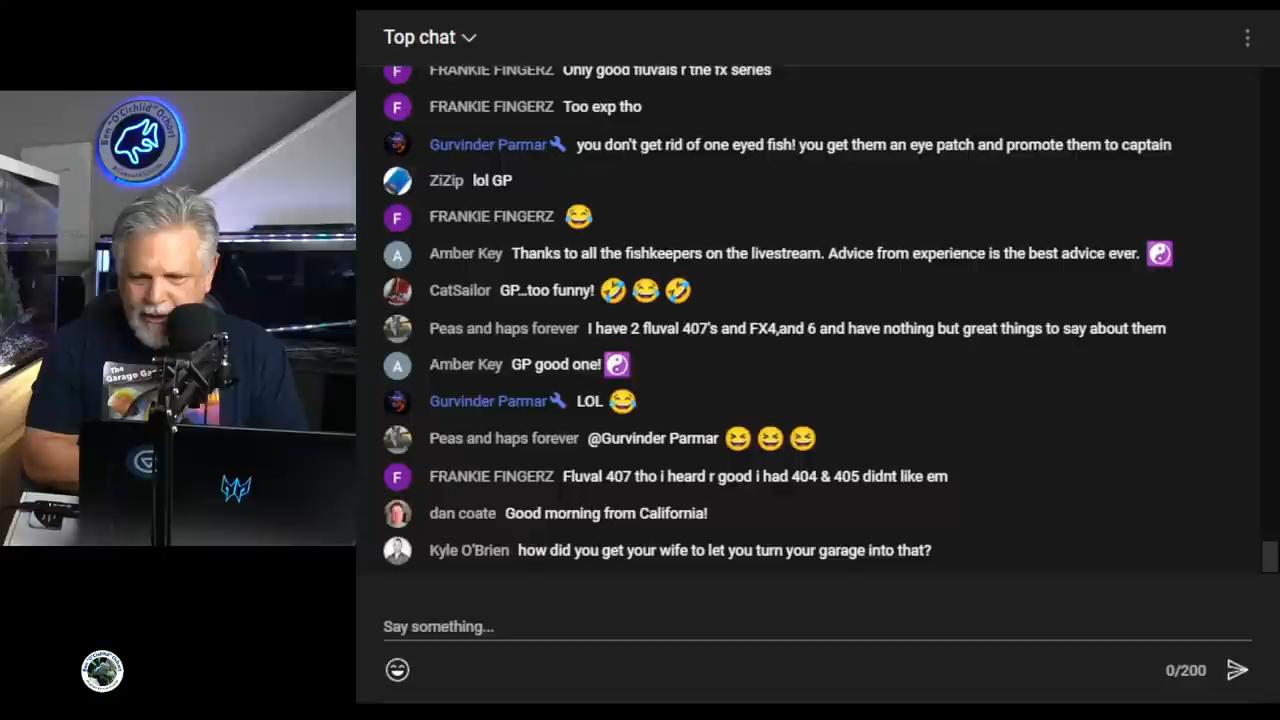 Top chat
FRANKIE FINGERZ Only good fluvals r the fx series
FRANKIE FINGERZ Too exp tho
Gurvinder Parmar you don't get rid of one eyed fish! you get them an eye patch and promote them to captain
ZiZip lol GP
FRANKIE FINGERZ 😂
Amber Key Thanks to all the fishkeepers on the livestream. Advice from experience is the best advice ever. ☯️
CatSailor GP...too funny! 🤣😂🤣
Peas and haps forever I have 2 fluval 407's and FX4,and 6 and have nothing but great things to say about them
Amber Key GP good one! ☯️
Gurvinder Parmar LOL 😂
Peas and haps forever @Gurvinder Parmar 😆😆😆
FRANKIE FINGERZ Fluval 407 tho i heard r good i had 404 & 405 didnt like em
dan coate Good morning from California!
Kyle O'Brien how did you get your wife to let you turn your garage into that?
Say something...
0/200
Ben "O'Cichlid" Ochart
The
Garage